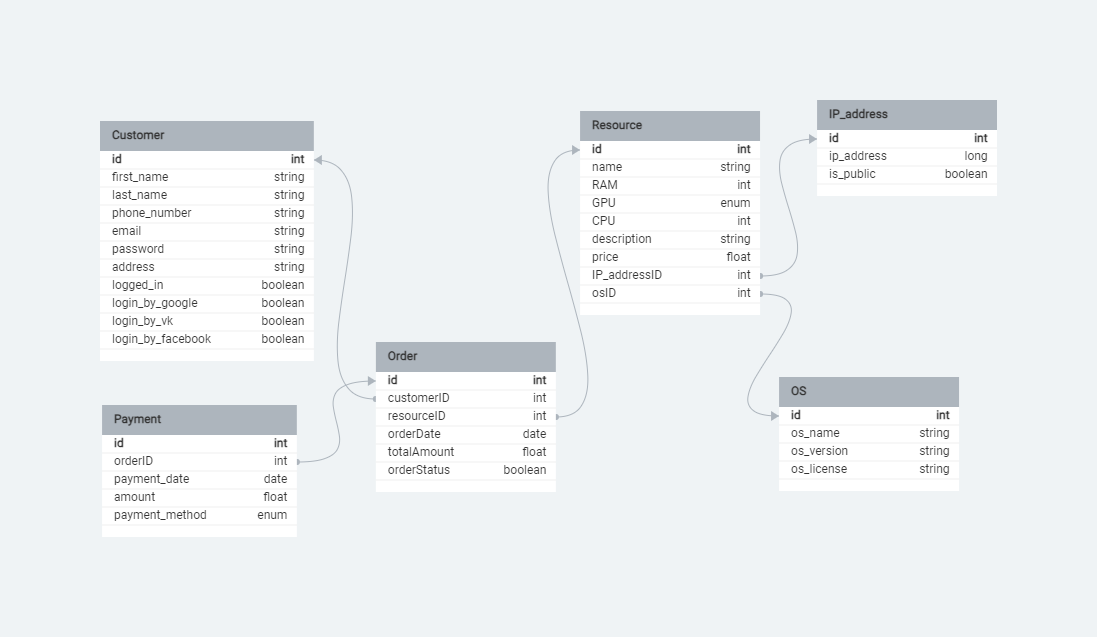 Customer
id int
first_name string
last_name string
phone_number string
email string
password string
address string
logged_in boolean
login_by_google boolean
login_by_vk boolean
login_by_facebook boolean
Payment
id int
orderID int
payment_date date
amount float
payment_method enum
Order
id int
customerID int
resourceID int
orderDate date
totalAmount float
orderStatus boolean
Resource
id int
name string
RAM int
GPU enum
CPU int
description string
price float
IP_addressID int
osID int
IP_address
id int
ip_address long
is_public boolean
OS
id int
os_name string
os_version string
os_license string